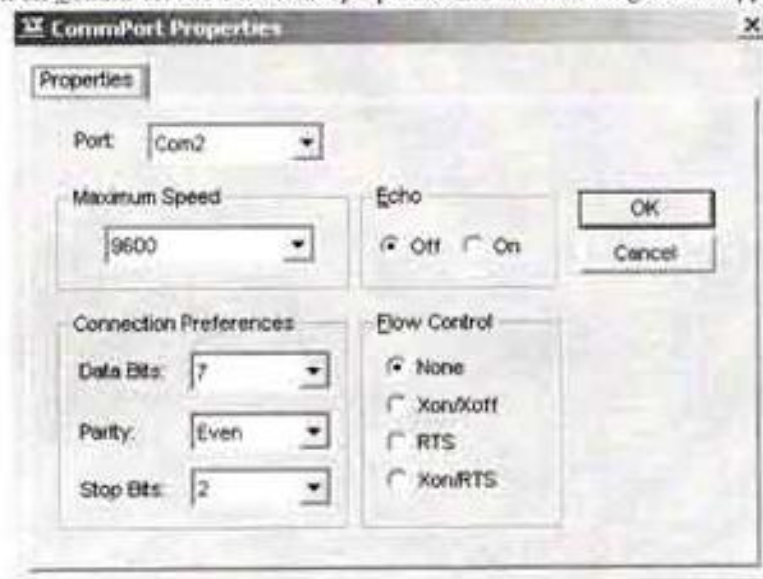 CommPort Properties
Properties
Port: Com2
Maximum Speed
9600
Echo
Off On
OK
Cancel
Connection Preferences
Data Bits: 7
Parity: Even
Stop Bits: 2
Flow Control
None
Xon/Xoff
RTS
Xon/RTS